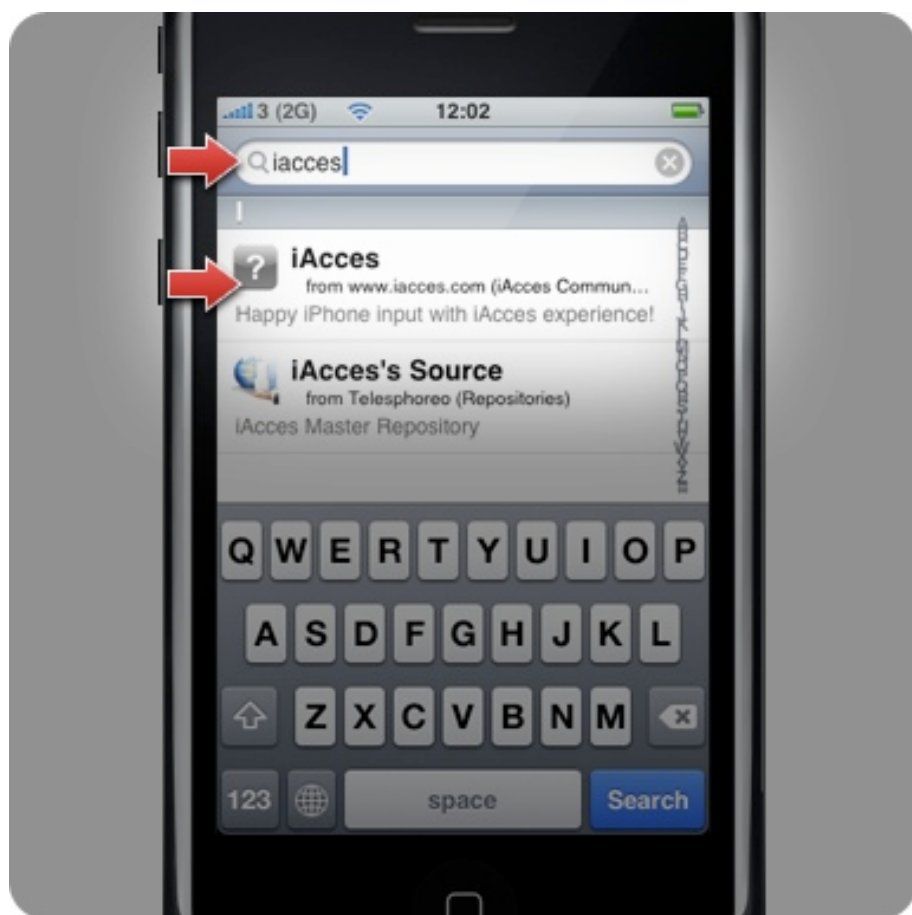 3 (2G) 12:02
iacces
I
?
iAcces
from www.iacces.com (iAcces Commun...
Happy iPhone input with iAcces experience!
iAcces's Source
from Telesphoreo (Repositories)
iAcces Master Repository
Q W E R T Y U I O P
A S D F G H J K L
Z X C V B N M
123 space Search